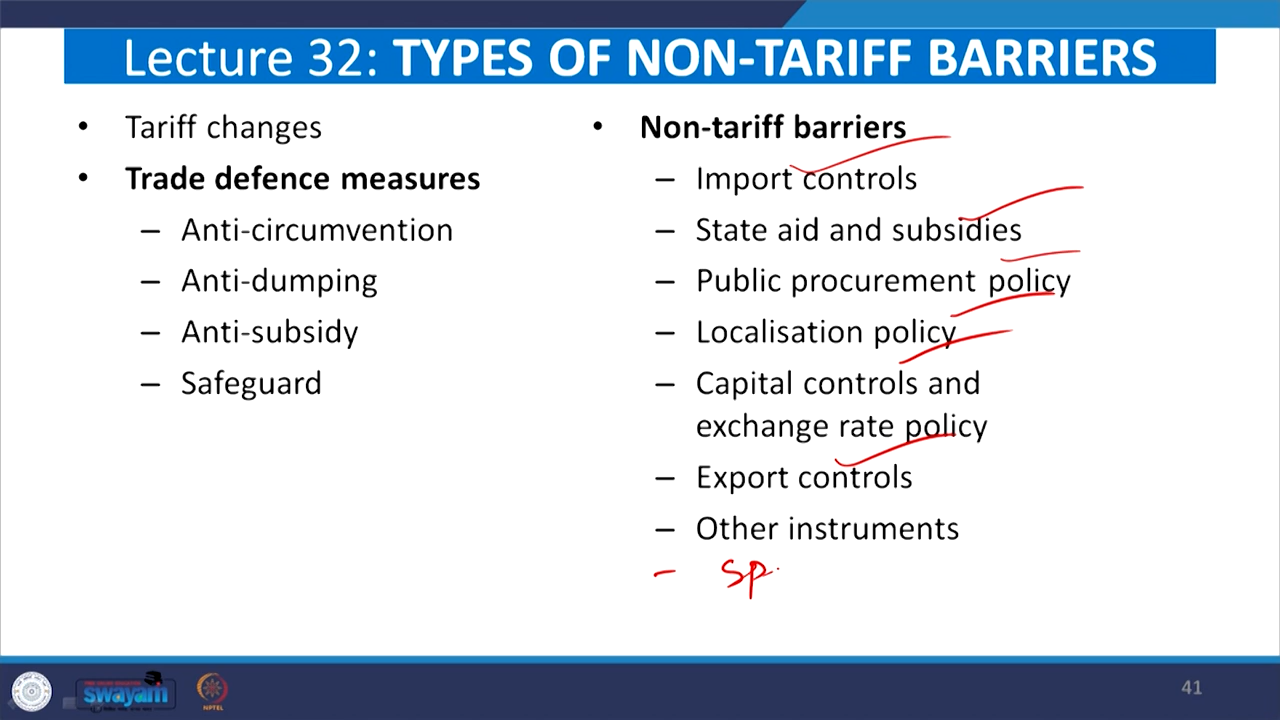 Lecture 32: TYPES OF NON-TARIFF BARRIERS
• Tariff changes
• Trade defence measures
– Anti-circumvention
– Anti-dumping
– Anti-subsidy
– Safeguard
• Non-tariff barriers
– Import controls
– State aid and subsidies
– Public procurement policy
– Localisation policy
– Capital controls and
exchange rate policy
– Export controls
– Other instruments
– SP
swayam
NPTEL
41